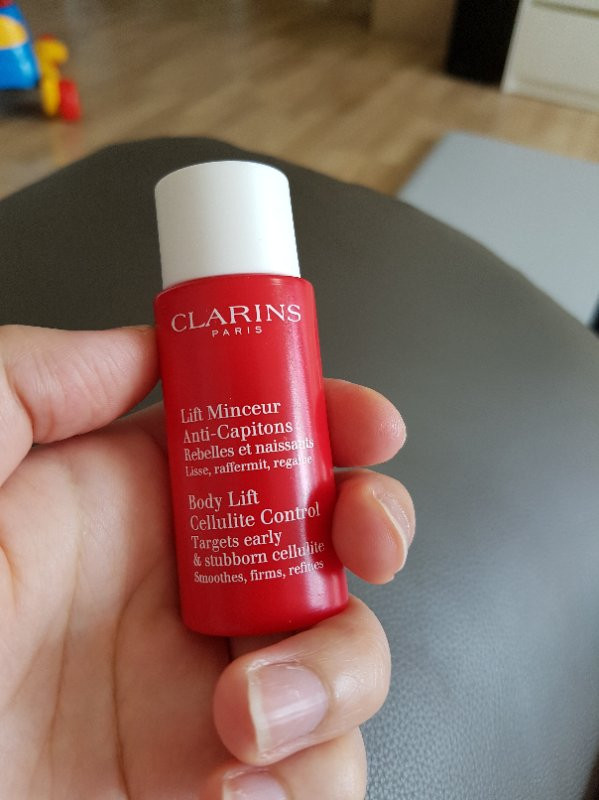 CLARINS
PARIS
Lift Minceur
Anti-Capitons
Rebelles et naissants
Lisse, raffermit, regalbe
Body Lift
Cellulite Control
Targets early
& stubborn cellulite
Smoothes, firms, refines